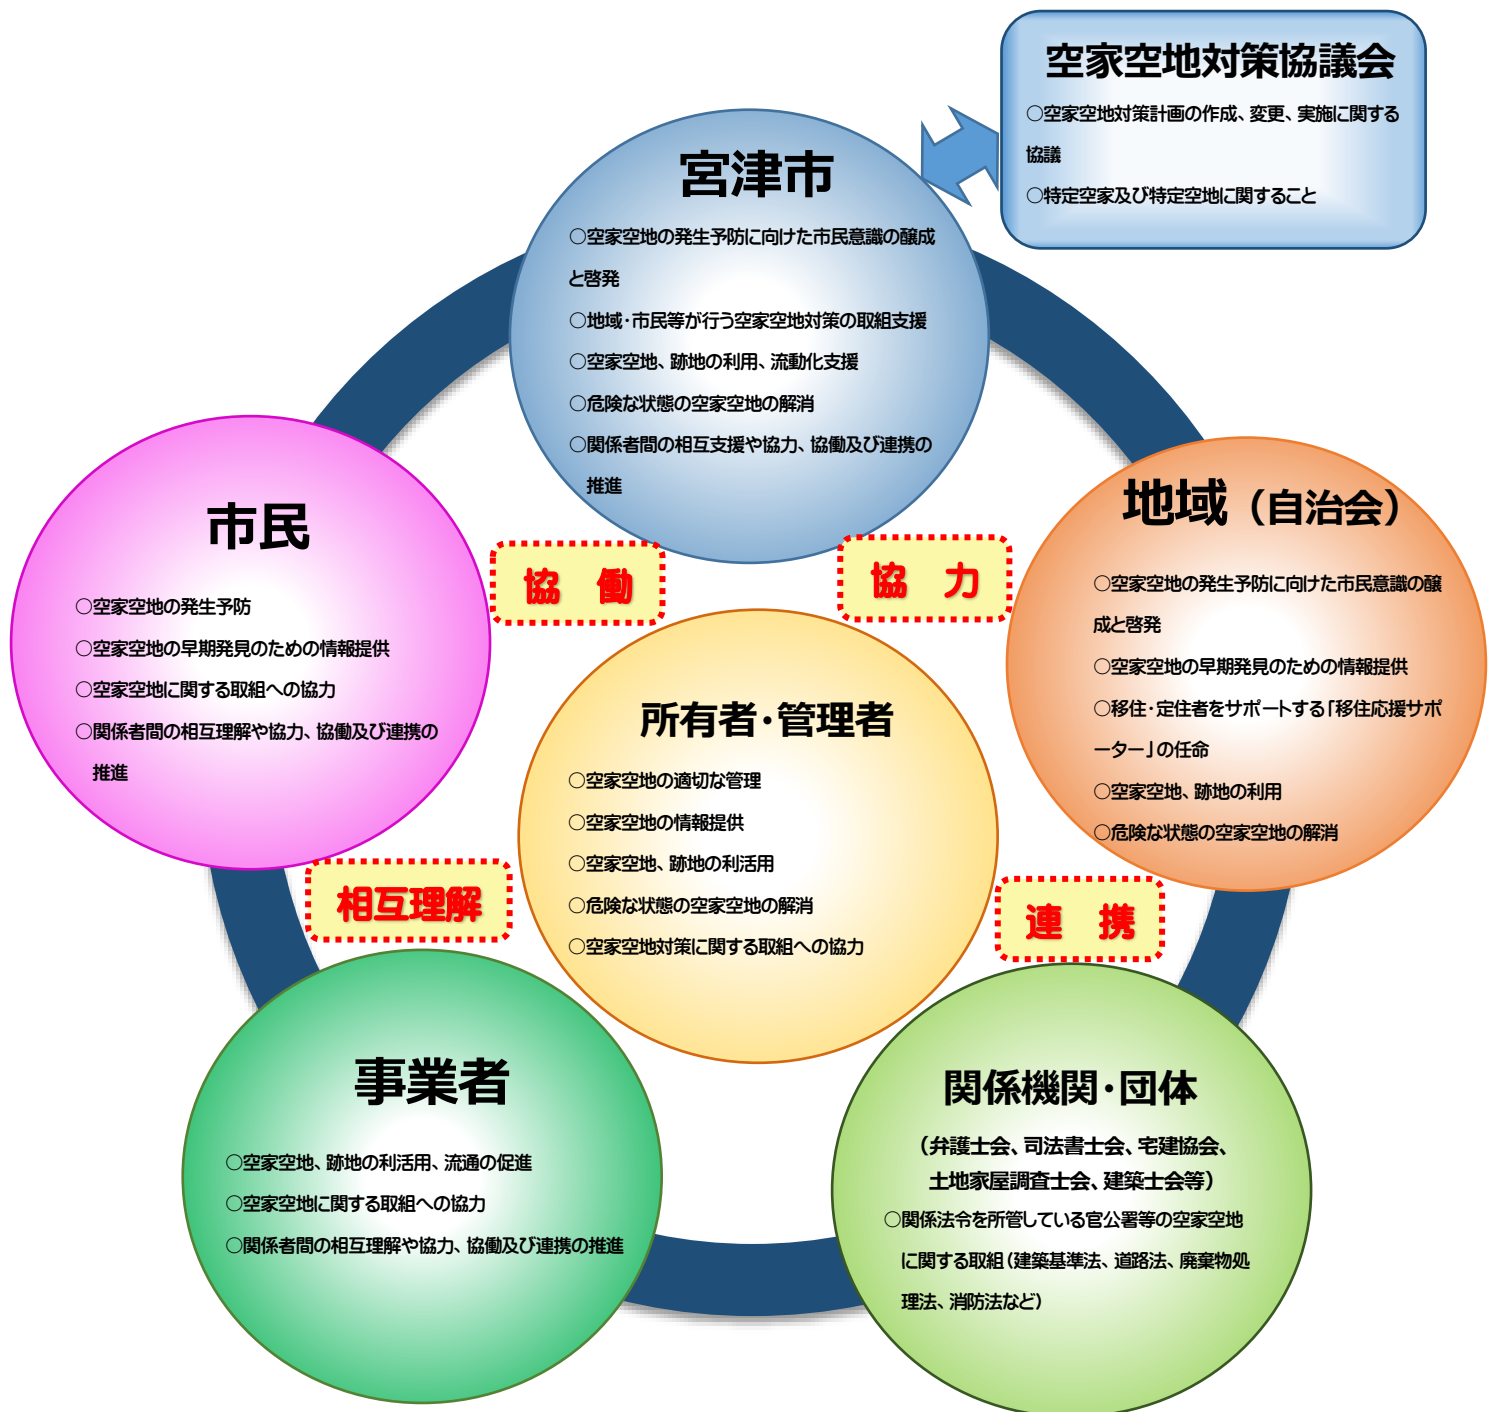 空家空地対策協議会
○空家空地対策計画の作成、変更、実施に関する
協議
○特定空家及び特定空地に関すること
宮津市
○空家空地の発生予防に向けた市民意識の醸成
と啓発
○地域・市民等が行う空家空地対策の取組支援
○空家空地、跡地の利用、流動化支援
○危険な状態の空家空地の解消
○関係者間の相互支援や協力、協働及び連携の
推進
市民
○空家空地の発生予防
○空家空地の早期発見のための情報提供
○空家空地に関する取組への協力
○関係者間の相互理解や協力、協働及び連携の
推進
地域（自治会）
○空家空地の発生予防に向けた市民意識の醸
成と啓発
○空家空地の早期発見のための情報提供
○移住・定住者をサポートする「移住応援サポ
ーター」の任命
○空家空地、跡地の利用
○危険な状態の空家空地の解消
協　働
協　力
所有者・管理者
○空家空地の適切な管理
○空家空地の情報提供
○空家空地、跡地の利活用
○危険な状態の空家空地の解消
○空家空地対策に関する取組への協力
相互理解
連　携
事業者
○空家空地、跡地の利活用、流通の促進
○空家空地に関する取組への協力
○関係者間の相互理解や協力、協働及び連携の推進
関係機関・団体
（弁護士会、司法書士会、宅建協会、
土地家屋調査士会、建築士会等）
○関係法令を所管している官公署等の空家空地
に関する取組（建築基準法、道路法、廃棄物処
理法、消防法など）